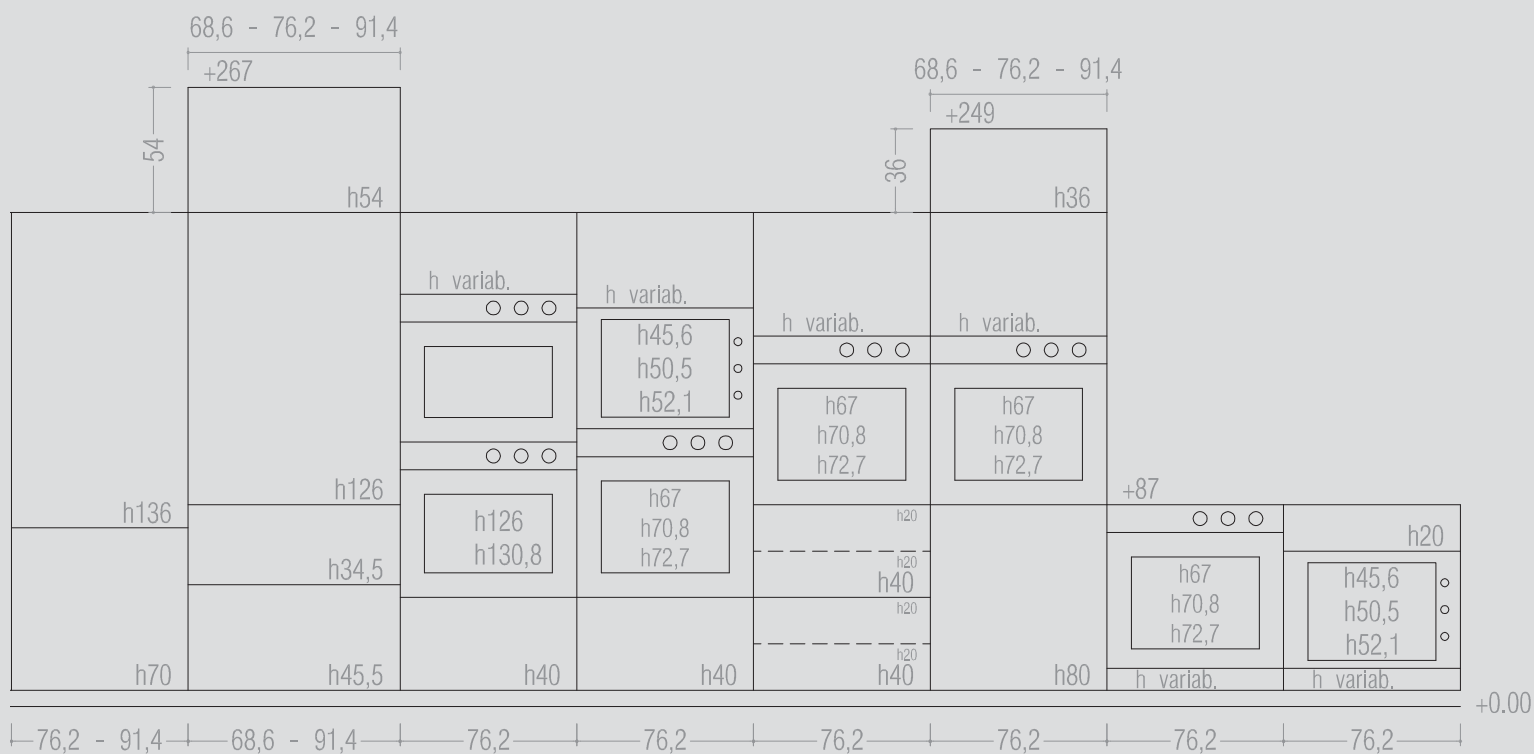 68,6 - 76,2 - 91,4
+267
54
h54
68,6 - 76,2 - 91,4
+249
36
h36
h variab.
h variab.
h variab.
h variab.
h45,6
h50,5
h52,1
h67
h70,8
h72,7
h67
h70,8
h72,7
h136
h126
h126
h130,8
h67
h70,8
h72,7
h20
h20
h40
h20
h20
+87
h20
h34,5
h67
h70,8
h72,7
h45,6
h50,5
h52,1
h70
h45,5
h40
h40
h40
h80
h variab.
h variab.
+0.00
76,2 - 91,4
68,6 - 91,4
76,2
76,2
76,2
76,2
76,2
76,2